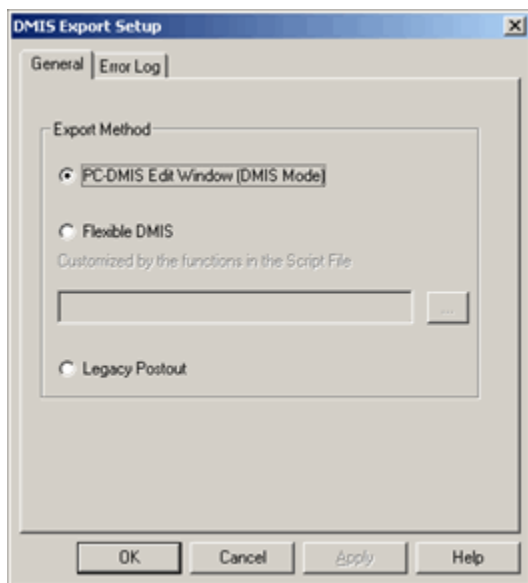 DMIS Export Setup
General
Error Log
Export Method
PC-DMIS Edit Window (DMIS Mode)
Flexible DMIS
Customized by the functions in the Script File
...
Legacy Postout
OK
Cancel
Apply
Help